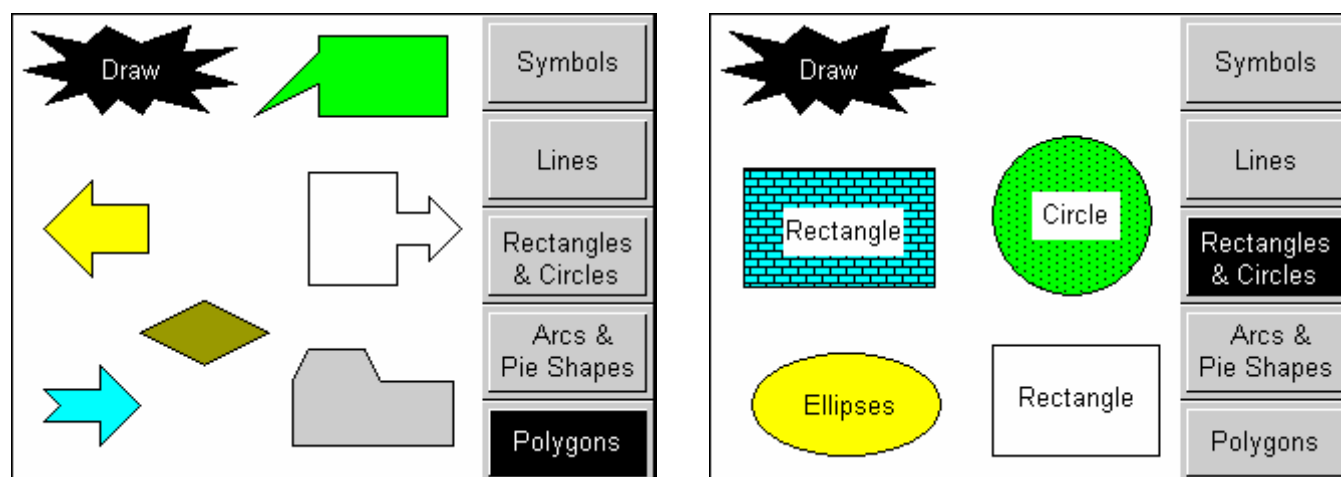 Draw
Symbols
Lines
Rectangles
& Circles
Arcs &
Pie Shapes
Polygons
Draw
Rectangle
Circle
Ellipses
Rectangle
Symbols
Lines
Rectangles
& Circles
Arcs &
Pie Shapes
Polygons